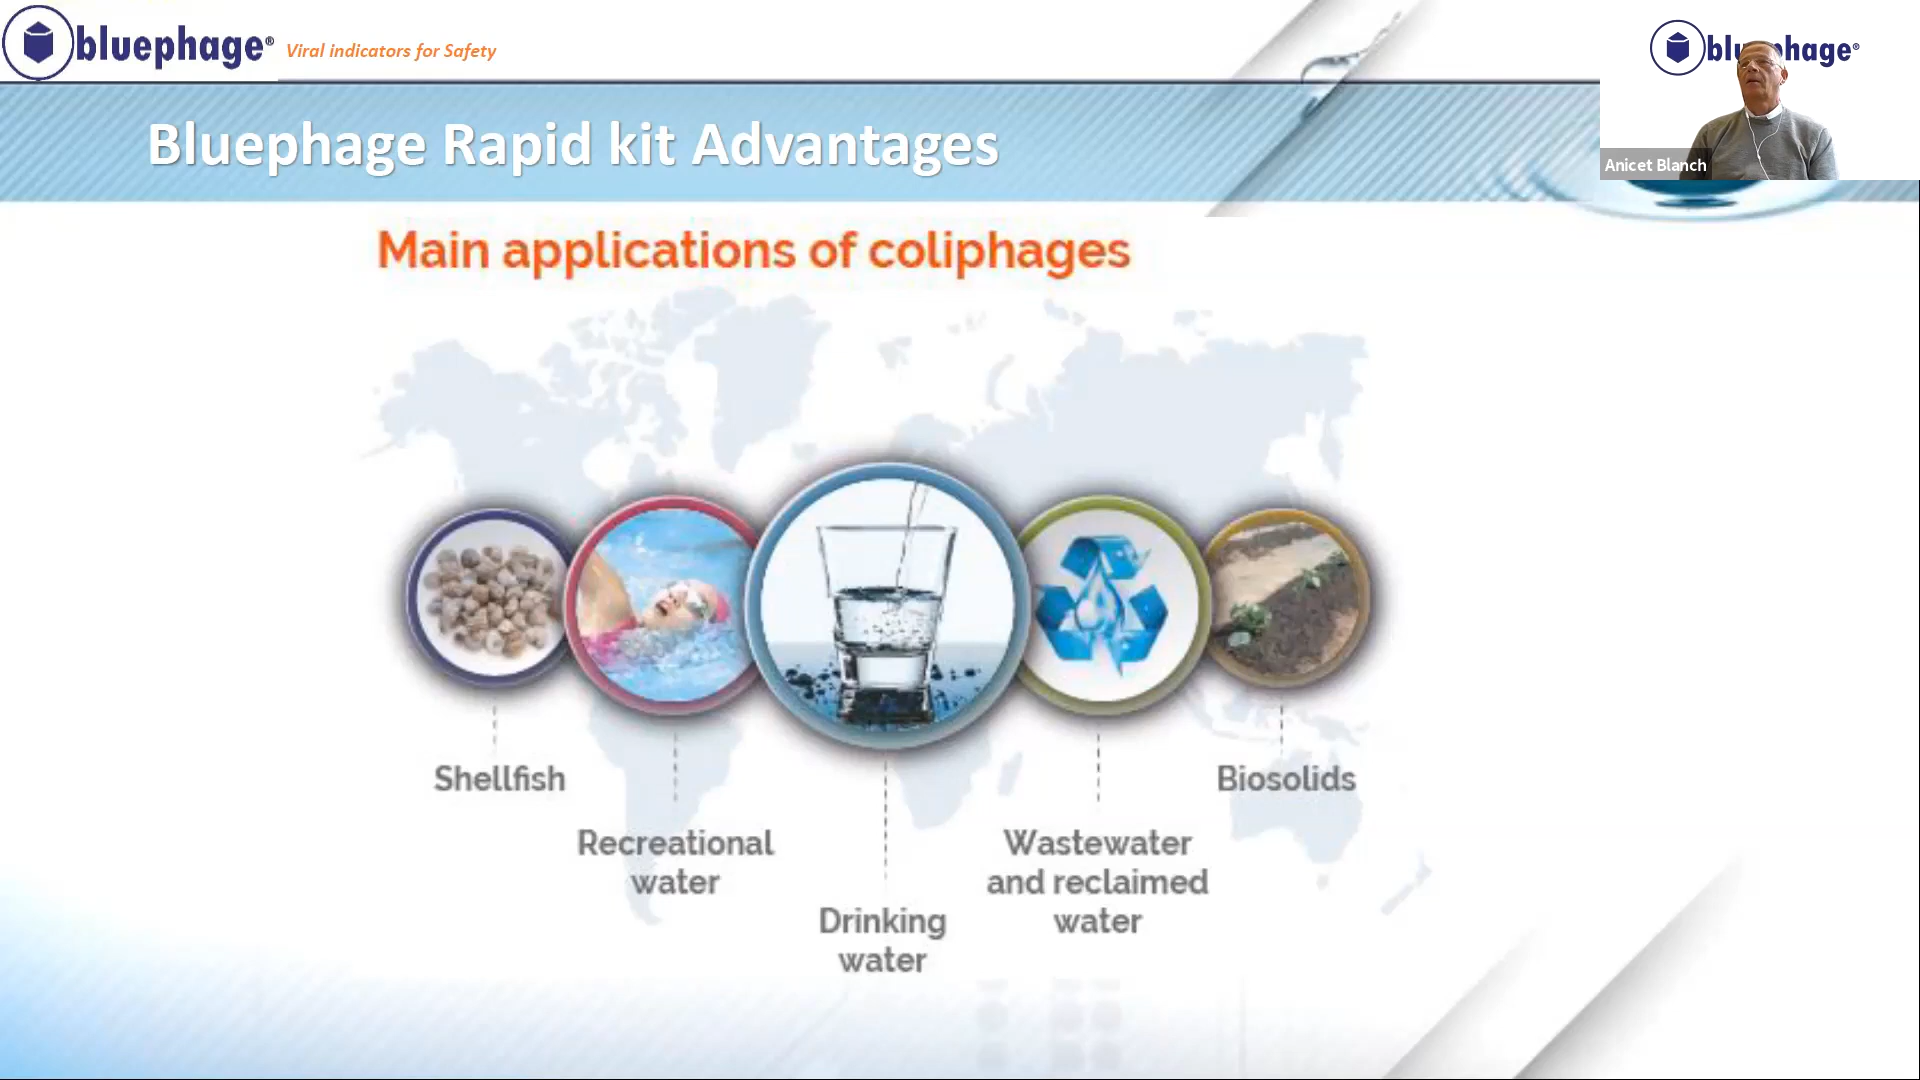 bluephage®
Viral indicators for Safety
Bluephage Rapid kit Advantages
hage®
Anicet Blanch
Main applications of coliphages
Shellfish
Recreational
water
Drinking
water
Wastewater
and reclaimed
water
Biosolids